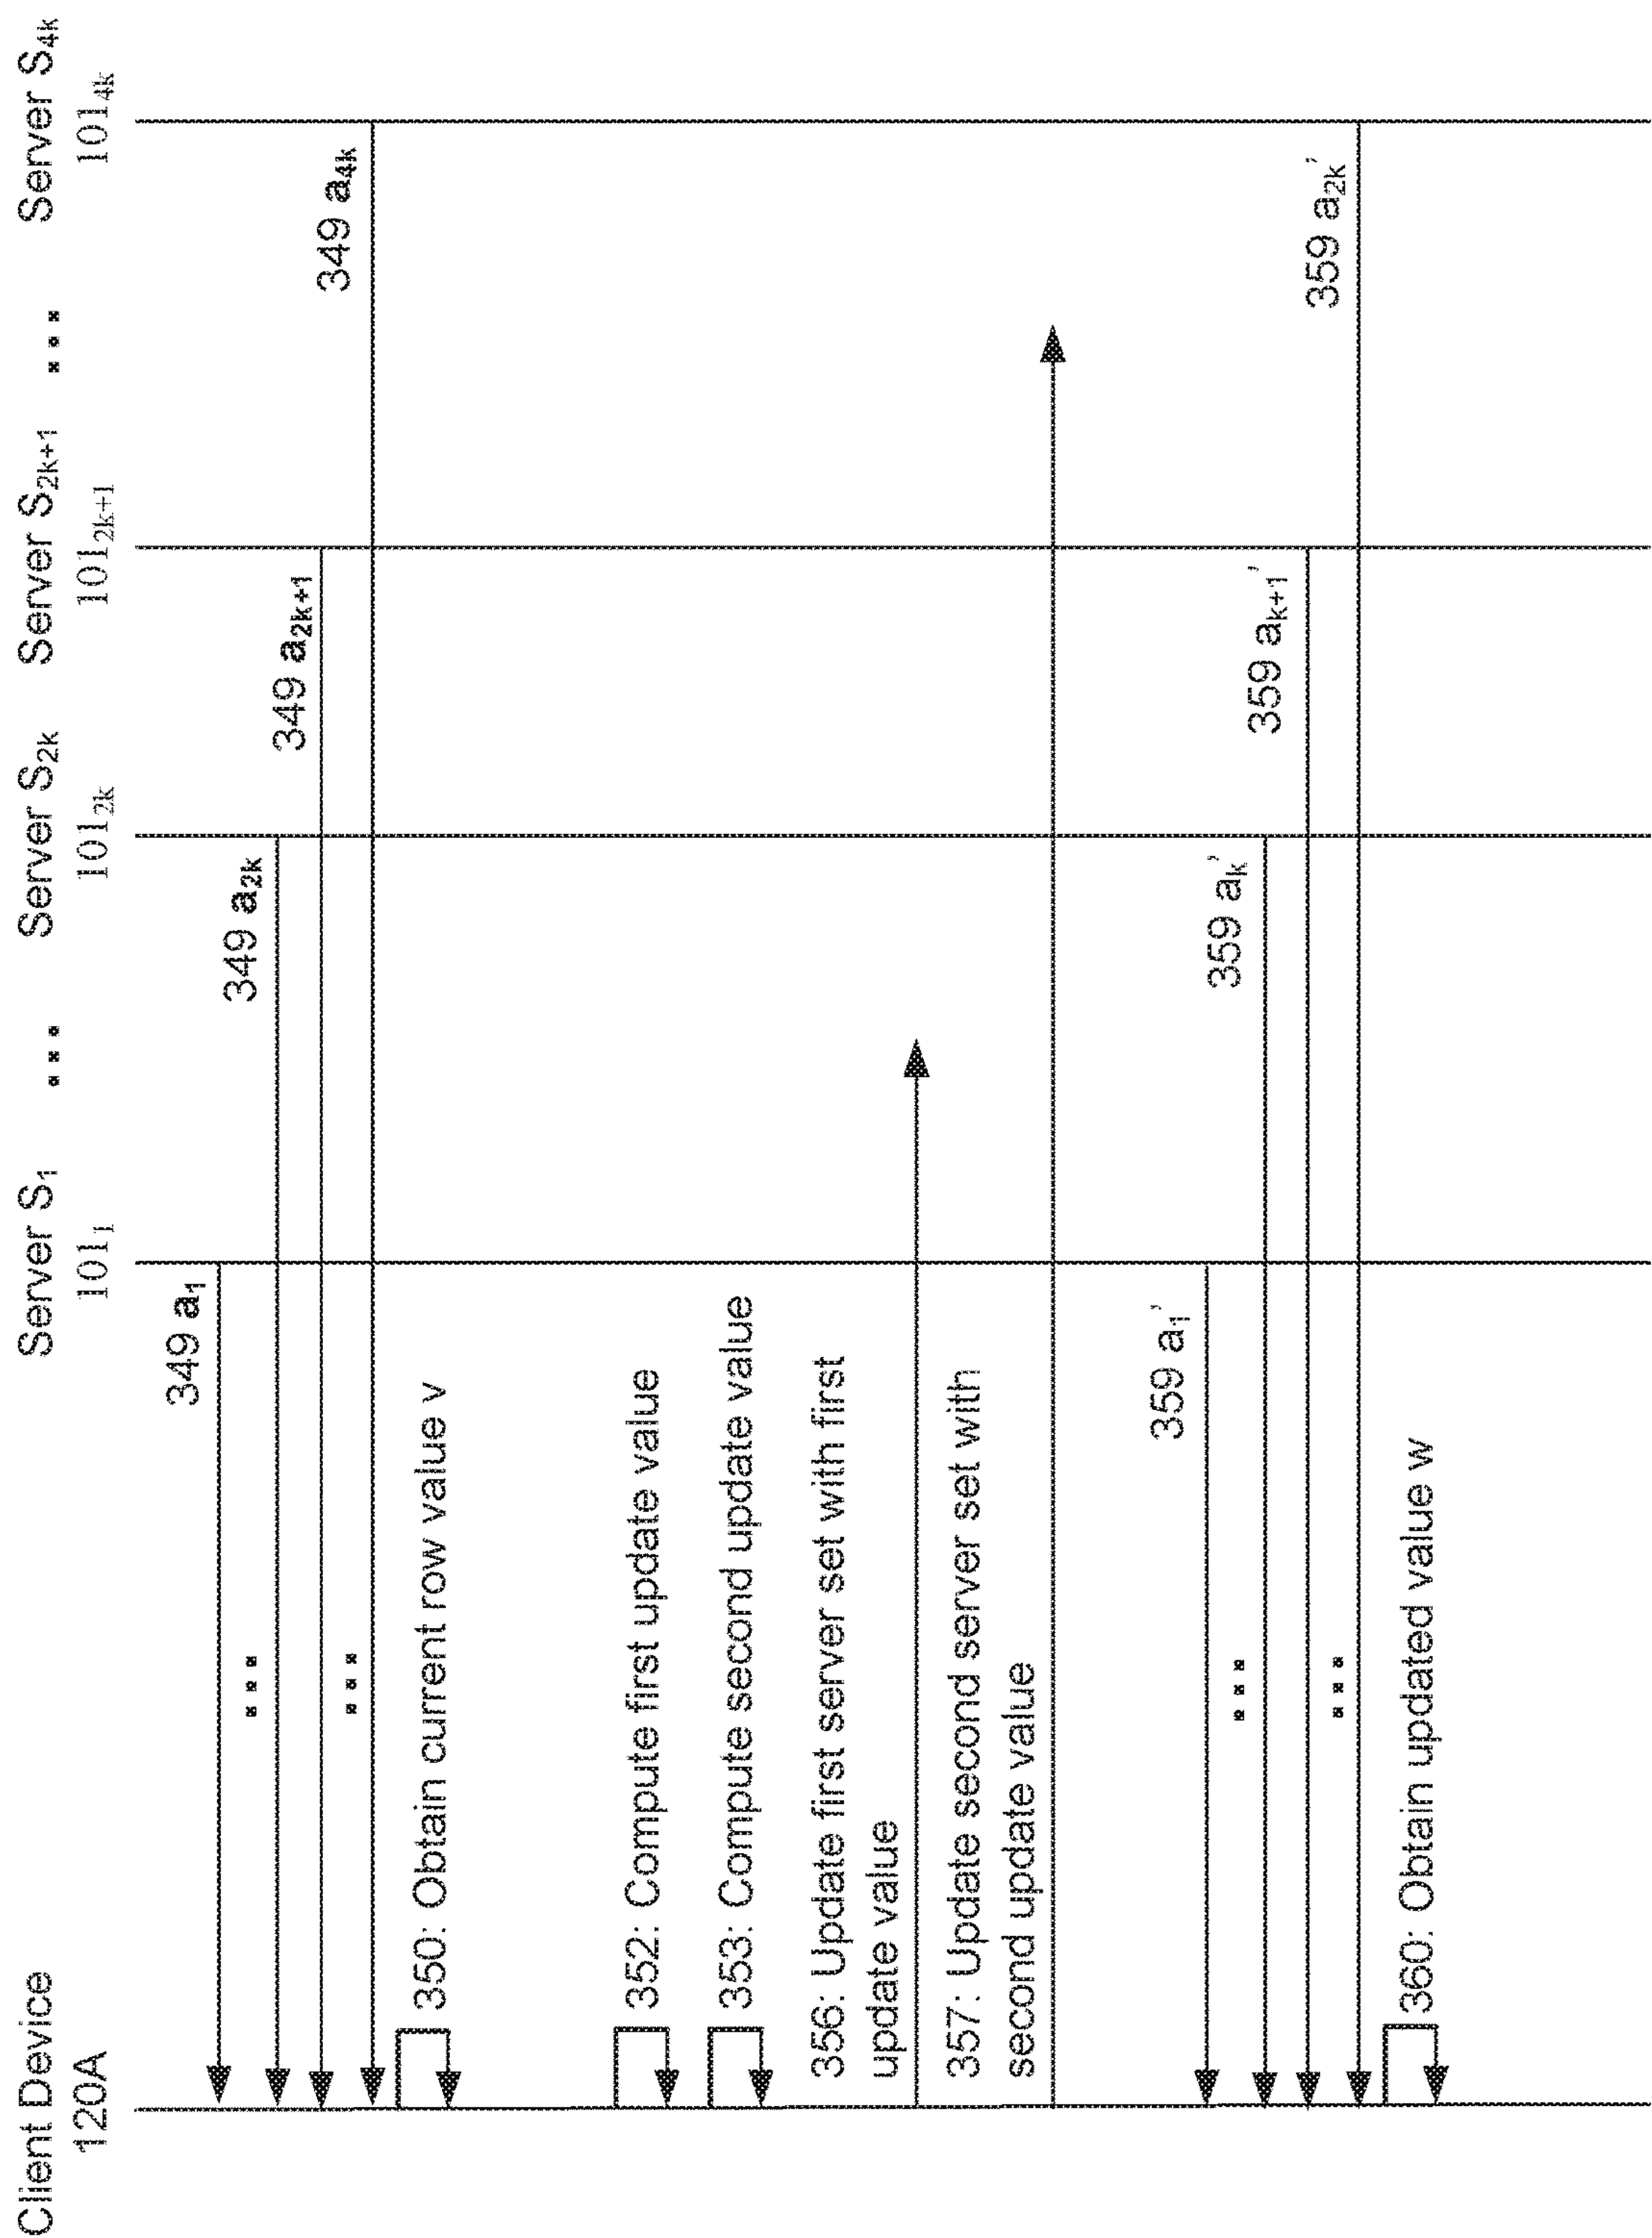 Client Device
120A
Server S₁
101₁
...
Server S₂ₖ
101₂ₖ
Server S₂ₖ₊₁
101₂ₖ₊₁
...
Server S₄ₖ
101₄ₖ
349 a₁
...
349 a₂ₖ
349 a₂ₖ₊₁
...
349 a₄ₖ
350: Obtain current row value v
352: Compute first update value
353: Compute second update value
356: Update first server set with first
update value
357: Update second server set with
second update value
359 a₁'
...
359 aₖ'
359 aₖ₊₁'
...
359 a₂ₖ'
360: Obtain updated value w